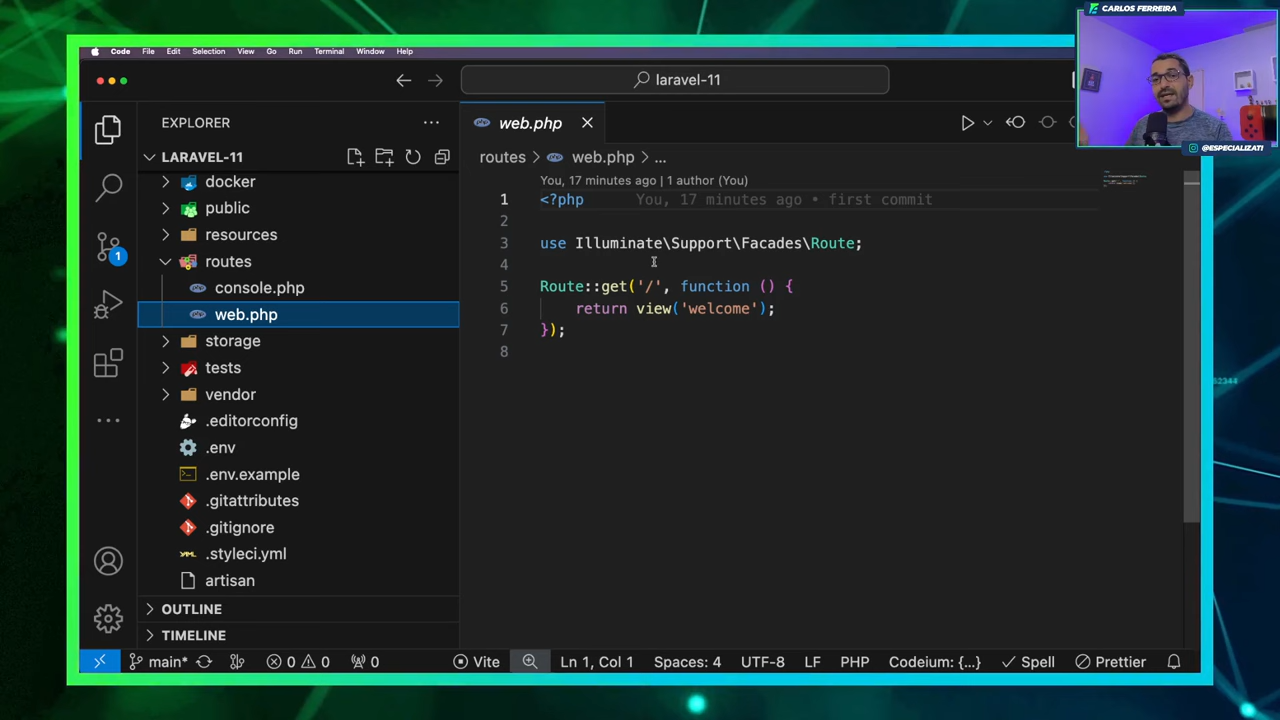 CARLOS FERREIRA
@ESPECIALIZATI
Code File Edit Selection View Go Run Terminal Window Help
laravel-11
EXPLORER
LARAVEL-11
docker
public
resources
routes
console.php
web.php
storage
tests
vendor
.editorconfig
.env
.env.example
.gitattributes
.gitignore
.styleci.yml
artisan
OUTLINE
TIMELINE
1
web.php
routes > web.php > ...
You, 17 minutes ago | 1 author (You)
1 <?php You, 17 minutes ago • first commit
2
3 use Illuminate\Support\Facades\Route;
4
5 Route::get('/', function () {
6 return view('welcome');
7 });
8
main* 0 0 0 Vite Ln 1, Col 1 Spaces: 4 UTF-8 LF PHP Codeium: {...} Spell Prettier